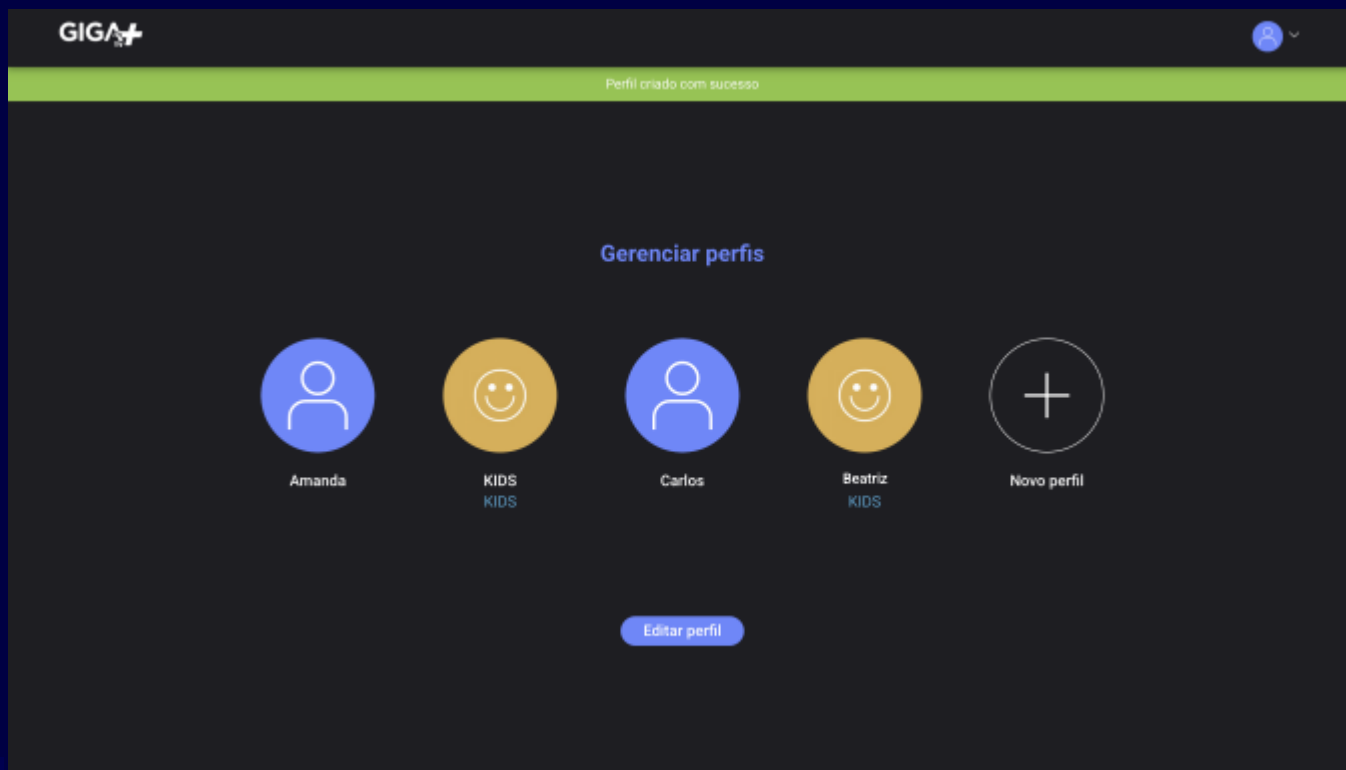 GIGA+
Perfil criado com sucesso
Gerenciar perfis
Amanda
KIDS
KIDS
Carlos
Beatriz
KIDS
Novo perfil
Editar perfil